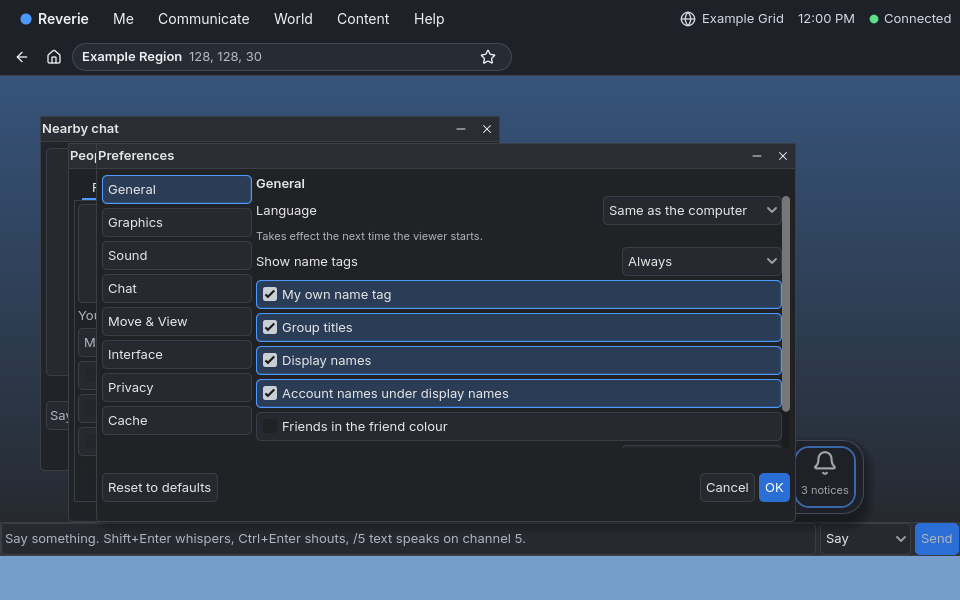 Reverie Me Communicate World Content Help Example Grid 12:00 PM Connected
Example Region 128, 128, 30
Nearby chat
Preferences
General
Graphics
Sound
Chat
Move & View
Interface
Privacy
Cache
General
Language Same as the computer
Takes effect the next time the viewer starts.
Show name tags Always
My own name tag
Group titles
Display names
Account names under display names
Friends in the friend colour
Reset to defaults Cancel OK
3 notices
Say something. Shift+Enter whispers, Ctrl+Enter shouts, /5 text speaks on channel 5. Say Send